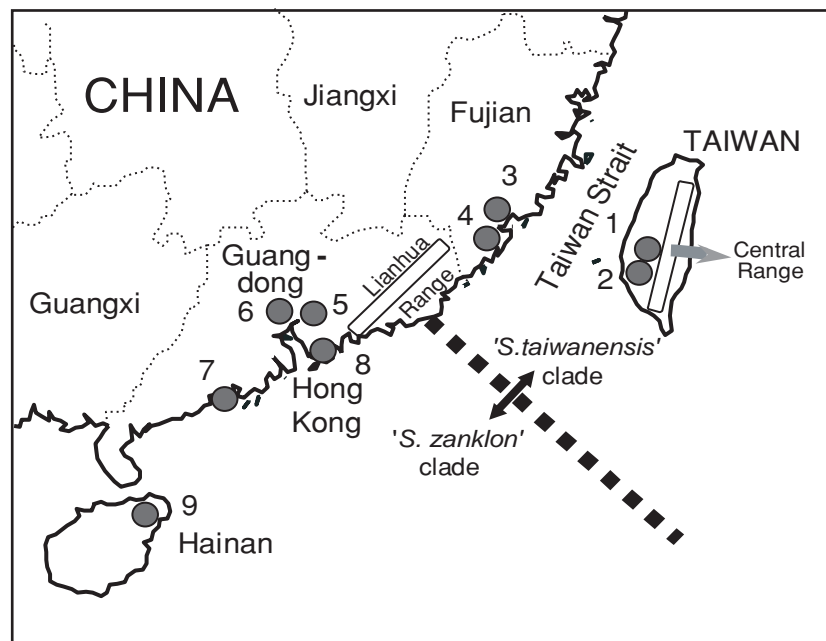 CHINA
Jiangxi
Fujian
TAIWAN
3
4
Taiwan Strait
1
2
Central
Range
Guang -
dong
Lianhua
Range
Guangxi
6
5
8
7
Hong
Kong
'S.taiwanensis'
clade
'S. zanklon'
clade
9
Hainan